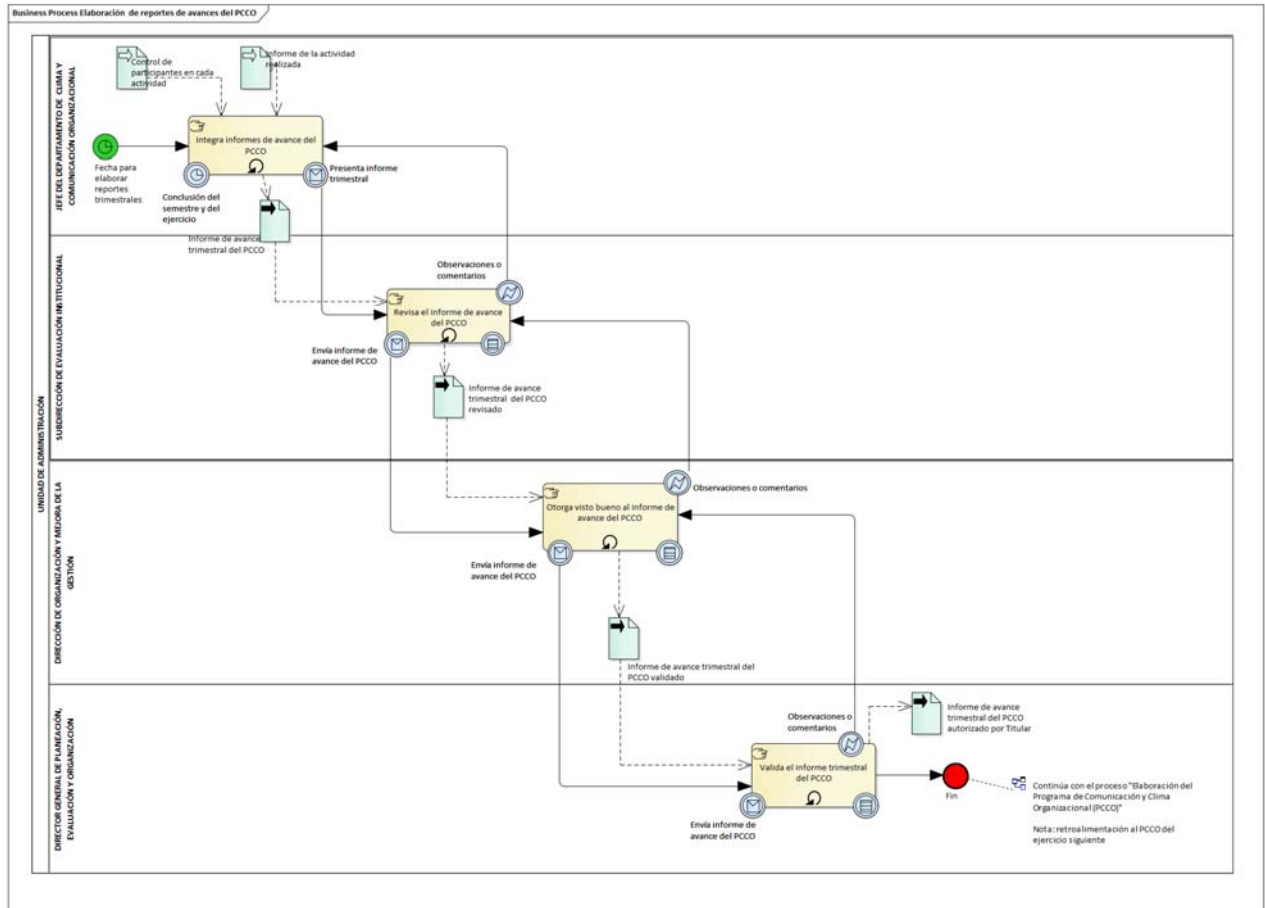 Business Process Elaboración de reportes de avances del PCCO
UNIDAD DE ADMINISTRACIÓN
JEFE DEL DEPARTAMENTO DE CLIMA Y
COMUNICACIÓN ORGANIZACIONAL
Control de
participantes en cada
actividad
Informe de la actividad
realizada
Integra informes de avance del
PCCO
Fecha para
elaborar
reportes
trimestrales
Conclusión del
semestre y del
ejercicio
Presenta informe
trimestral
Informe de avance
trimestral del PCCO
SUBDIRECCIÓN DE EVALUACIÓN INSTITUCIONAL
Observaciones o
comentarios
Revisa el informe de avance
del PCCO
Envía informe de
avance del PCCO
Informe de avance
trimestral del PCCO
revisado
DIRECCIÓN DE ORGANIZACIÓN Y MEJORA DE LA
GESTIÓN
Observaciones o comentarios
Otorga visto bueno al informe de
avance del PCCO
Envía informe de
avance del PCCO
Informe de avance trimestral del
PCCO validado
DIRECTOR GENERAL DE PLANEACIÓN,
EVALUACIÓN Y ORGANIZACIÓN
Observaciones o
comentarios
Informe de avance
trimestral del PCCO
autorizado por Titular
Valida el informe trimestral
del PCCO
Envía informe de
avance del PCCO
Fin
Continúa con el proceso "Elaboración del
Programa de Comunicación y Clima
Organizacional (PCCO)"
Nota: retroalimentación al PCCO del
ejercicio siguiente